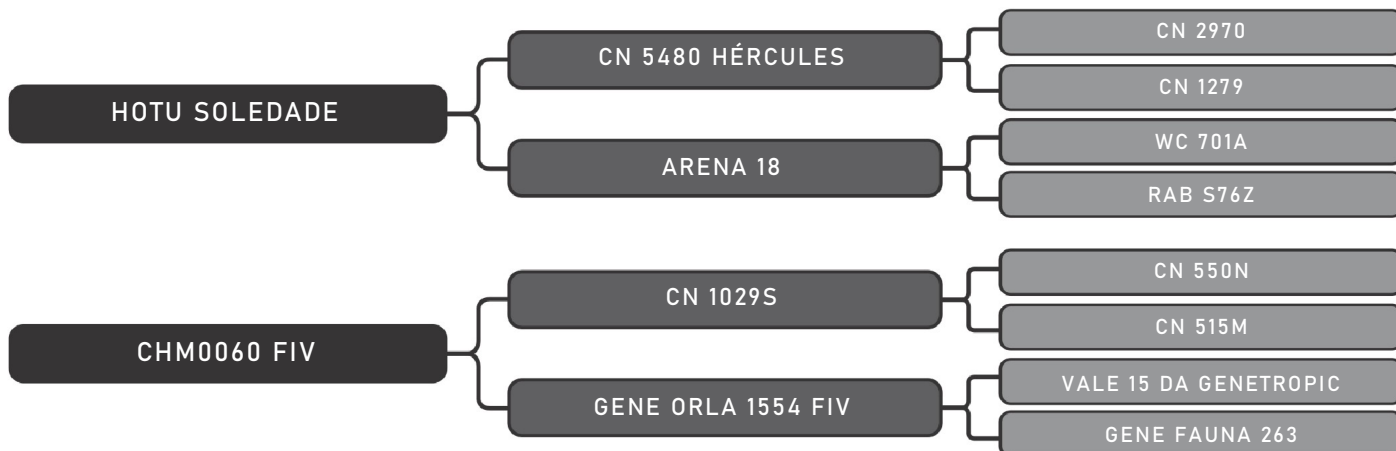 HOTU SOLEDADE
CN 5480 HÉRCULES
CN 2970
CN 1279
ARENA 18
WC 701A
RAB S76Z
CHM0060 FIV
CN 1029S
CN 550N
CN 515M
GENE ORLA 1554 FIV
VALE 15 DA GENETROPIC
GENE FAUNA 263